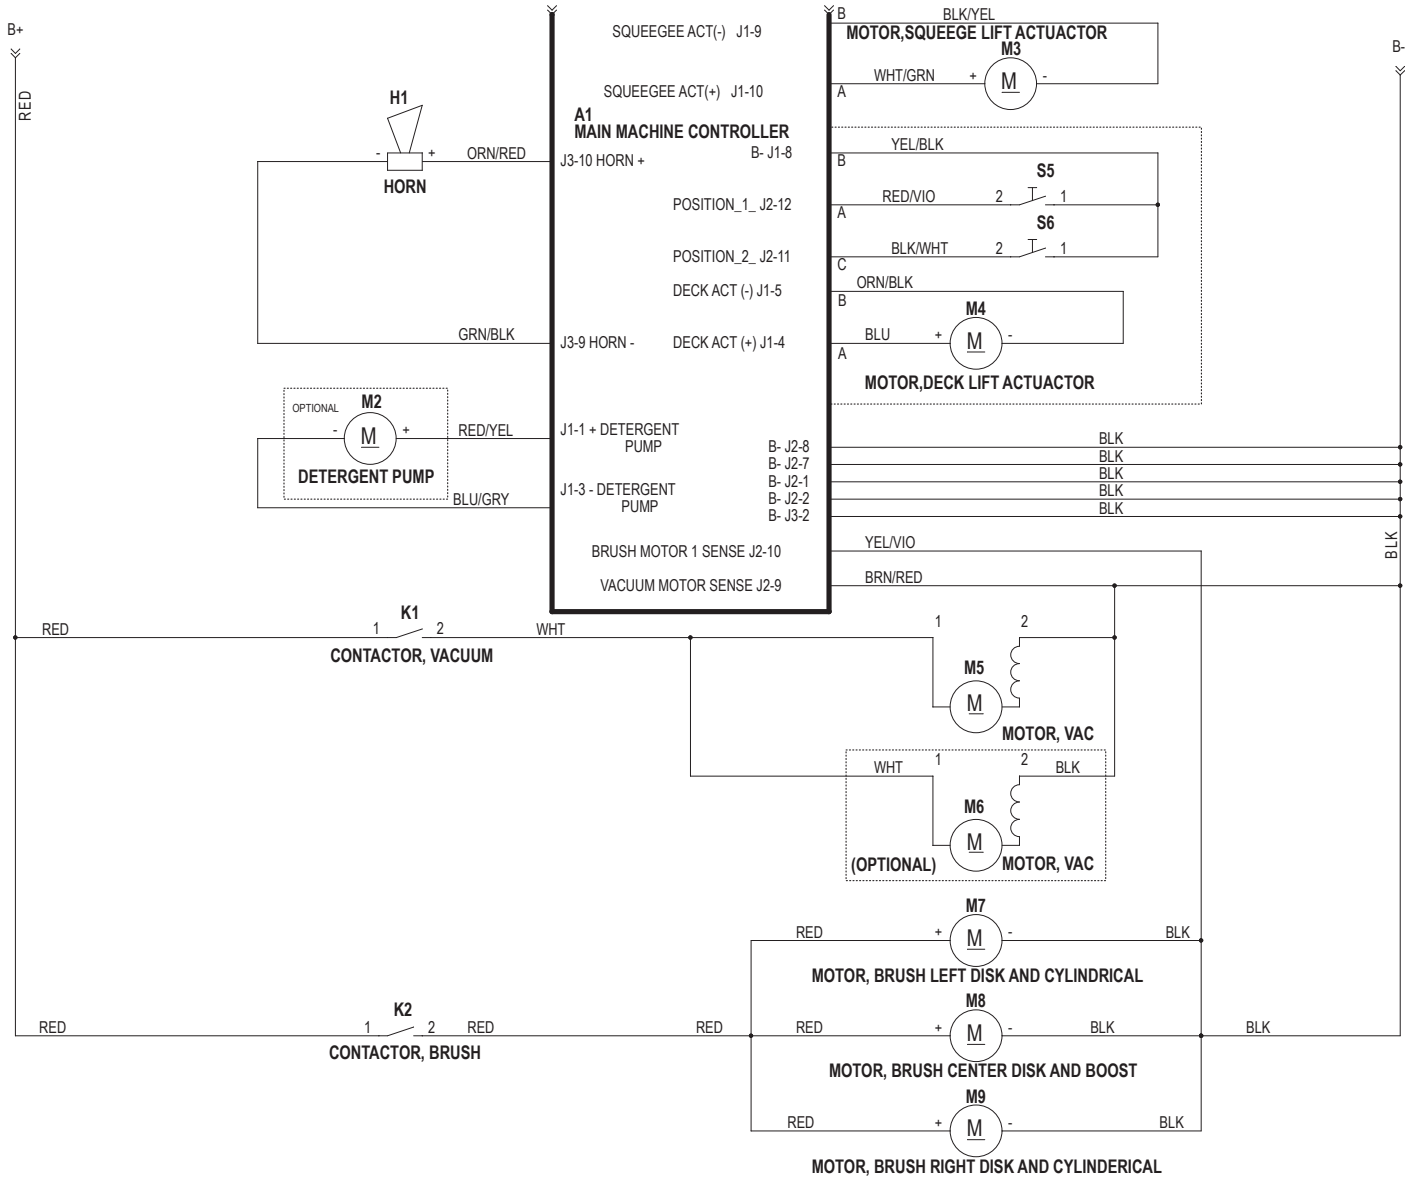 B+
RED
B-
SQUEEGEE ACT(-) J1-9
B
BLK/YEL
MOTOR,SQUEEGE LIFT ACTUACTOR
M3
WHT/GRN + M -
SQUEEGEE ACT(+) J1-10
A
H1
A1
MAIN MACHINE CONTROLLER
- + ORN/RED
HORN
J3-10 HORN +
B- J1-8
B
YEL/BLK
S5
POSITION_1_ J2-12
A
RED/VIO 2 1
S6
POSITION_2_ J2-11
C
BLK/WHT 2 1
DECK ACT (-) J1-5
B
ORN/BLK
M4
GRN/BLK
J3-9 HORN -
DECK ACT (+) J1-4
A
BLU + M -
MOTOR,DECK LIFT ACTUACTOR
OPTIONAL
M2
- M + RED/YEL
DETERGENT PUMP
BLU/GRY
J1-1 + DETERGENT
PUMP
J1-3 - DETERGENT
PUMP
B- J2-8 BLK
B- J2-7 BLK
B- J2-1 BLK
B- J2-2 BLK
B- J3-2 BLK
BLK
BRUSH MOTOR 1 SENSE J2-10 YEL/VIO
VACUUM MOTOR SENSE J2-9 BRN/RED
K1
RED 1 2 WHT
CONTACTOR, VACUUM
1 2
M5
M
MOTOR, VAC
WHT 1 2 BLK
M6
M
(OPTIONAL) MOTOR, VAC
M7
RED + M - BLK
MOTOR, BRUSH LEFT DISK AND CYLINDRICAL
K2
RED 1 2 RED RED
CONTACTOR, BRUSH
M8
RED + M - BLK BLK
MOTOR, BRUSH CENTER DISK AND BOOST
M9
RED + M - BLK
MOTOR, BRUSH RIGHT DISK AND CYLINDERICAL